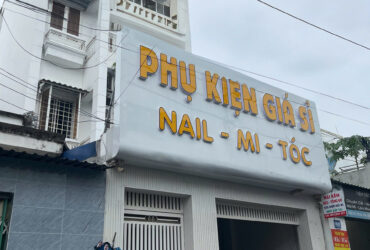 PHỤ KIỆN GIÁ SỈ
NAIL - MI - TÓC